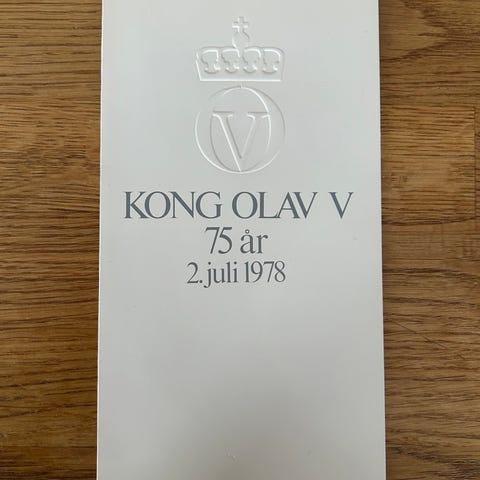 V
KONG OLAV V
75 år
2. juli 1978